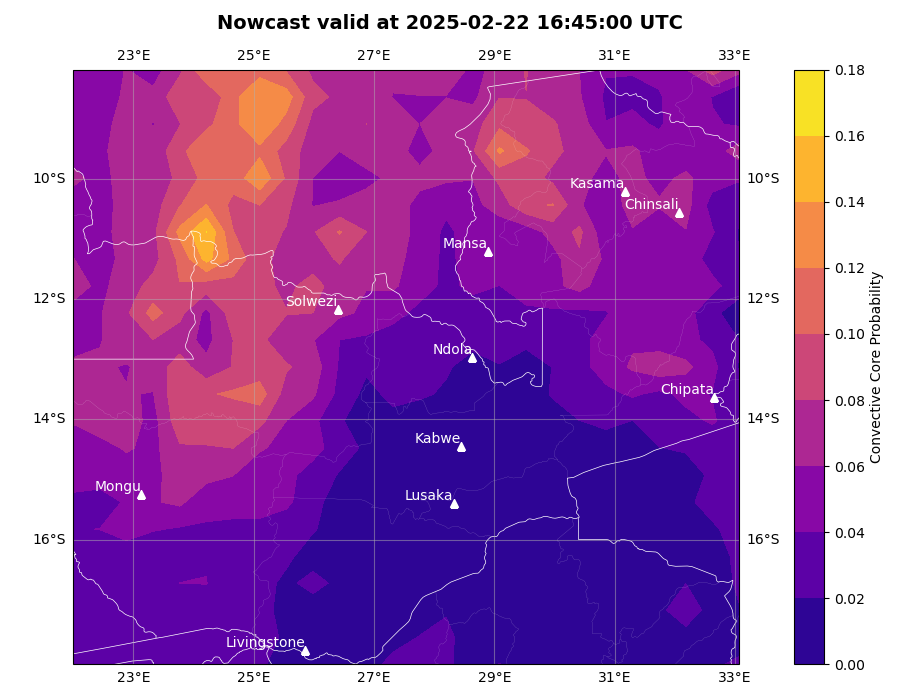 Nowcast valid at 2025-02-22 16:45:00 UTC
23°E 25°E 27°E 29°E 31°E 33°E
0.18
0.16
0.14
0.12
0.10
0.08
0.06
0.04
0.02
0.00
Convective Core Probability
10°S
12°S
14°S
16°S
10°S
12°S
14°S
16°S
Kasama
Chinsali
Mansa
Solwezi
Ndola
Chipata
Kabwe
Mongu
Lusaka
Livingstone
23°E 25°E 27°E 29°E 31°E 33°E